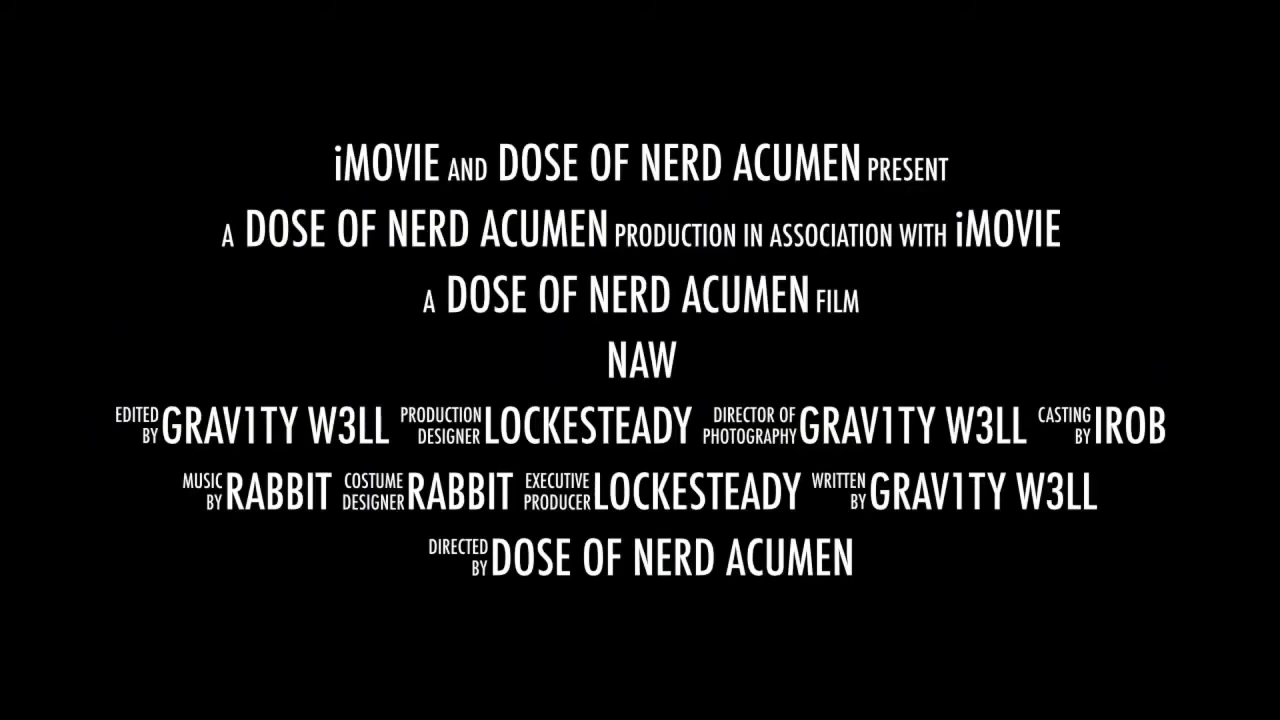 iMOVIE AND DOSE OF NERD ACUMEN PRESENT
A DOSE OF NERD ACUMEN PRODUCTION IN ASSOCIATION WITH iMOVIE
A DOSE OF NERD ACUMEN FILM
NAW
EDITED BY GRAV1TY W3LL PRODUCTION DESIGNER LOCKESTEADY DIRECTOR OF PHOTOGRAPHY GRAV1TY W3LL CASTING BY IROB
MUSIC BY RABBIT COSTUME DESIGNER RABBIT EXECUTIVE PRODUCER LOCKESTEADY WRITTEN BY GRAV1TY W3LL
DIRECTED BY DOSE OF NERD ACUMEN